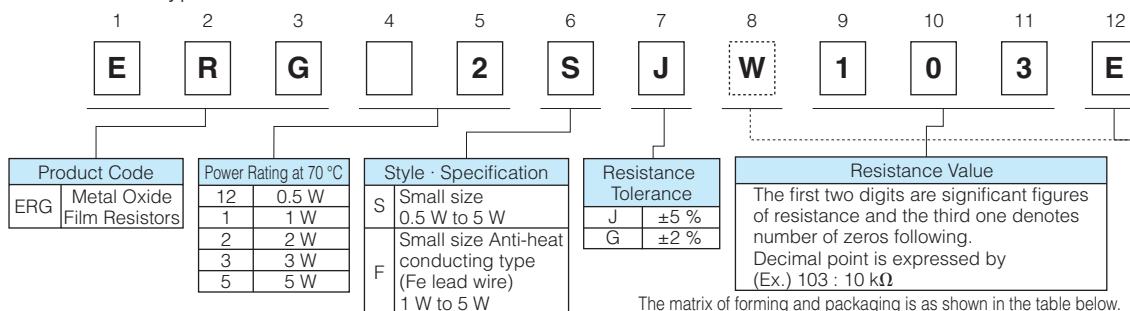 1 2 3 4 5 6 7 8 9 10 11 12
E R G 2 S J W 1 0 3 E
Product Code
ERG Metal Oxide
Film Resistors
Power Rating at 70 °C
12 0.5 W
1 1 W
2 2 W
3 3 W
5 5 W
Style · Specification
S Small size
0.5 W to 5 W
F Small size Anti-heat
conducting type
(Fe lead wire)
1 W to 5 W
Resistance
Tolerance
J ±5 %
G ±2 %
Resistance Value
The first two digits are significant figures
of resistance and the third one denotes
number of zeros following.
Decimal point is expressed by
(Ex.) 103 : 10 kΩ
The matrix of forming and packaging is as shown in the table below.